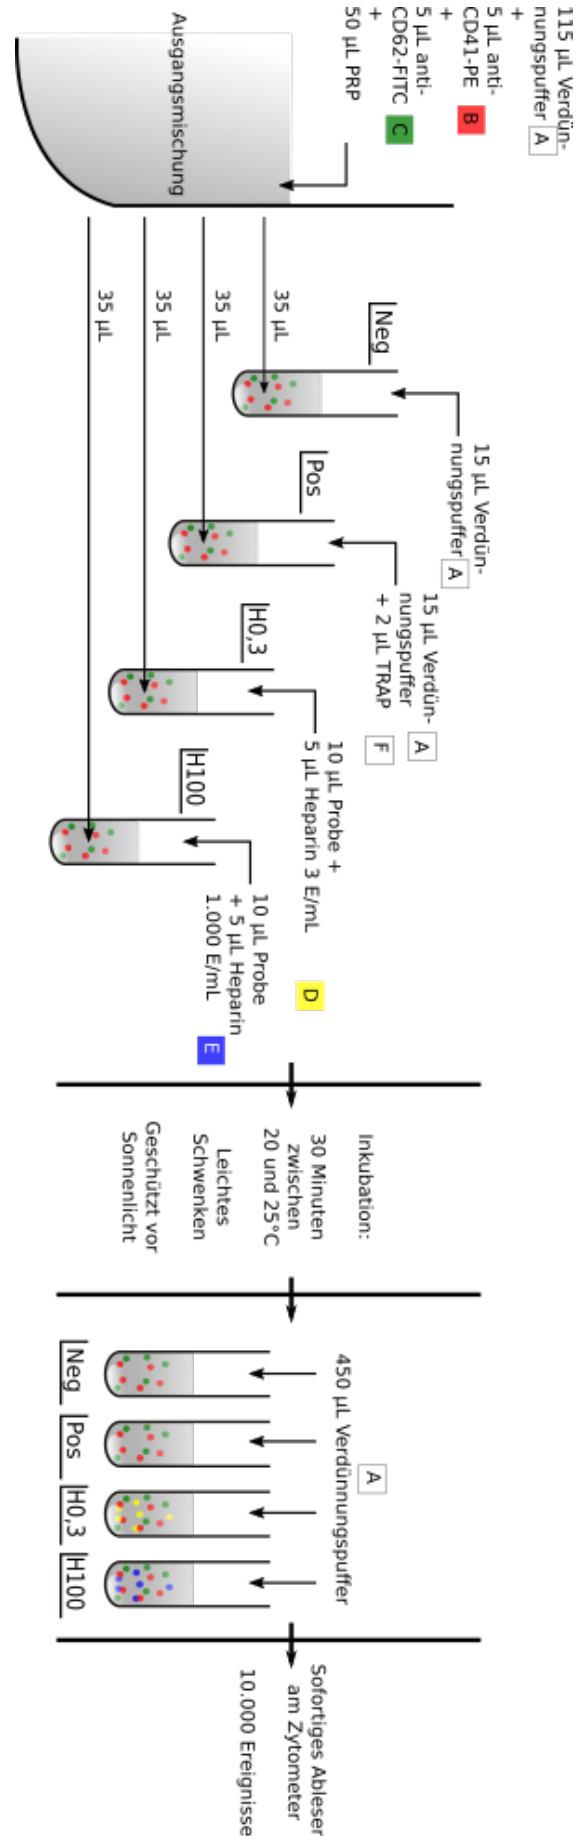 115 µL Verdün-
nungspuffer A
+
5 µL anti-
CD41-PE B
+
5 µL anti-
CD62-FITC C
+
50 µL PRP
Ausgangsmischung
35 µL
35 µL
35 µL
35 µL
Neg
15 µL Verdün-
nungspuffer A
Pos
15 µL Verdün-
nungspuffer A
+ 2 µL TRAP F
H0,3
10 µL Probe +
5 µL Heparin 3 E/mL
D
H100
10 µL Probe
+ 5 µL Heparin
1.000 E/mL
E
Inkubation:
30 Minuten
zwischen
20 und 25°C
Leichtes
Schwenken
Geschützt vor
Sonnenlicht
450 µL Verdünnungspuffer
A
Neg
Pos
H0,3
H100
Sofortiges Ableser
am Zytometer
10.000 Ereignisse